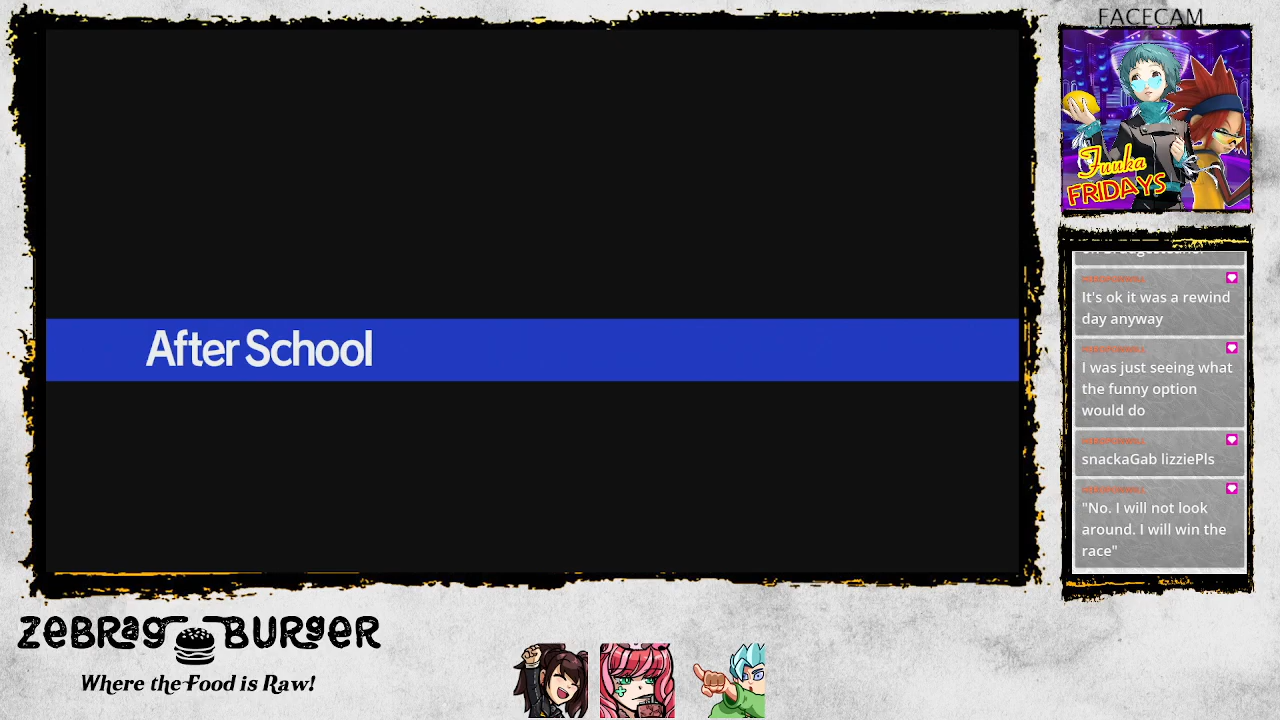 FACECAM
After School
Fuuka
FRIDAYS
It's ok it was a rewind
day anyway
I was just seeing what
the funny option
would do
snackaGab lizziePls
"No. I will not look
around. I will win the
race"
ZeBRaG BURgER
Where the Food is Raw!